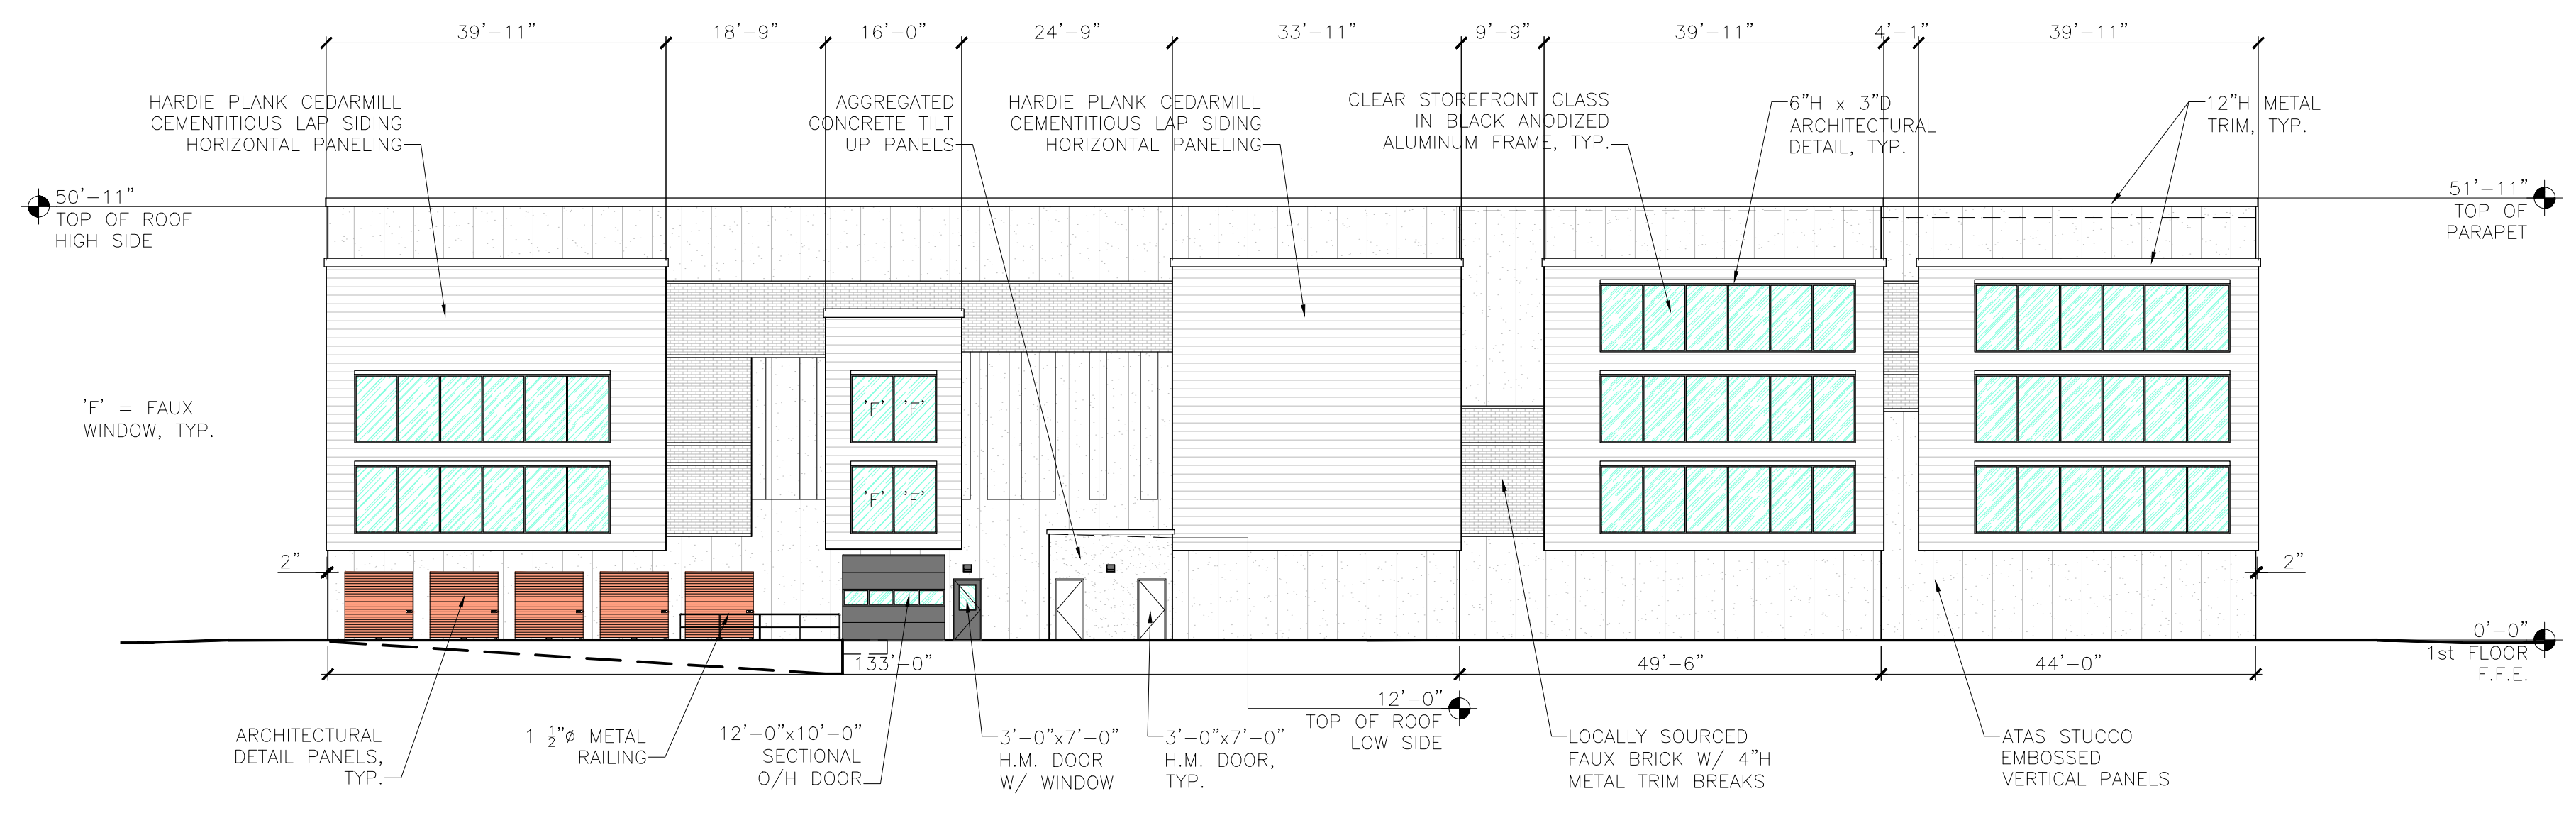 39'-11"
18'-9"
16'-0"
24'-9"
33'-11"
9'-9"
39'-11"
4'-1"
39'-11"
HARDIE PLANK CEDARMILL
CEMENTITIOUS LAP SIDING
HORIZONTAL PANELING
AGGREGATED
CONCRETE TILT
UP PANELS
HARDIE PLANK CEDARMILL
CEMENTITIOUS LAP SIDING
HORIZONTAL PANELING
CLEAR STOREFRONT GLASS
IN BLACK ANODIZED
ALUMINUM FRAME, TYP.
6"H x 3"D
ARCHITECTURAL
DETAIL, TYP.
12"H METAL
TRIM, TYP.
50'-11"
TOP OF ROOF
HIGH SIDE
51'-11"
TOP OF
PARAPET
'F' = FAUX
WINDOW, TYP.
'F' 'F'
'F' 'F'
2"
2"
0'-0"
1st FLOOR
F.F.E.
133'-0"
49'-6"
44'-0"
12'-0"
TOP OF ROOF
LOW SIDE
ARCHITECTURAL
DETAIL PANELS,
TYP.
1 ½"ø METAL
RAILING
12'-0"x10'-0"
SECTIONAL
O/H DOOR
3'-0"x7'-0"
H.M. DOOR
W/ WINDOW
3'-0"x7'-0"
H.M. DOOR,
TYP.
LOCALLY SOURCED
FAUX BRICK W/ 4"H
METAL TRIM BREAKS
ATAS STUCCO
EMBOSSED
VERTICAL PANELS